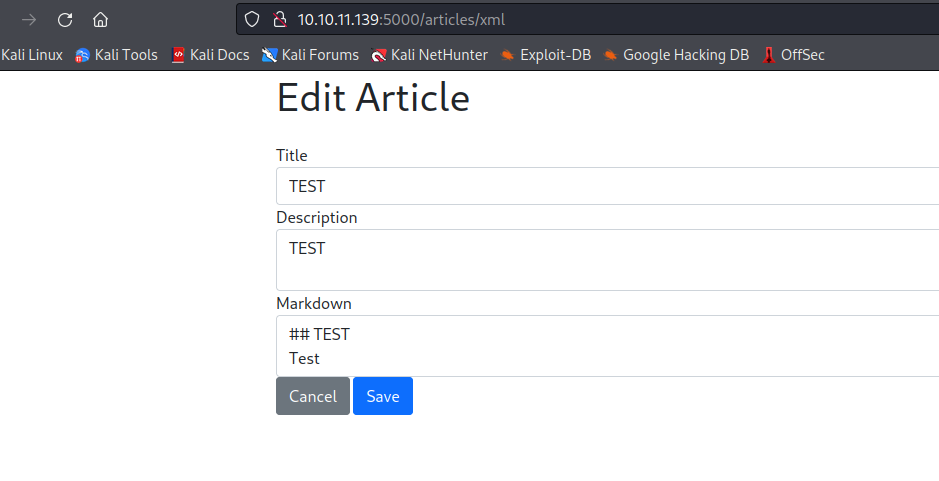 10.10.11.139:5000/articles/xml
Kali Linux Kali Tools Kali Docs Kali Forums Kali NetHunter Exploit-DB Google Hacking DB OffSec
Edit Article
Title
TEST
Description
TEST
Markdown
## TEST
Test
Cancel Save